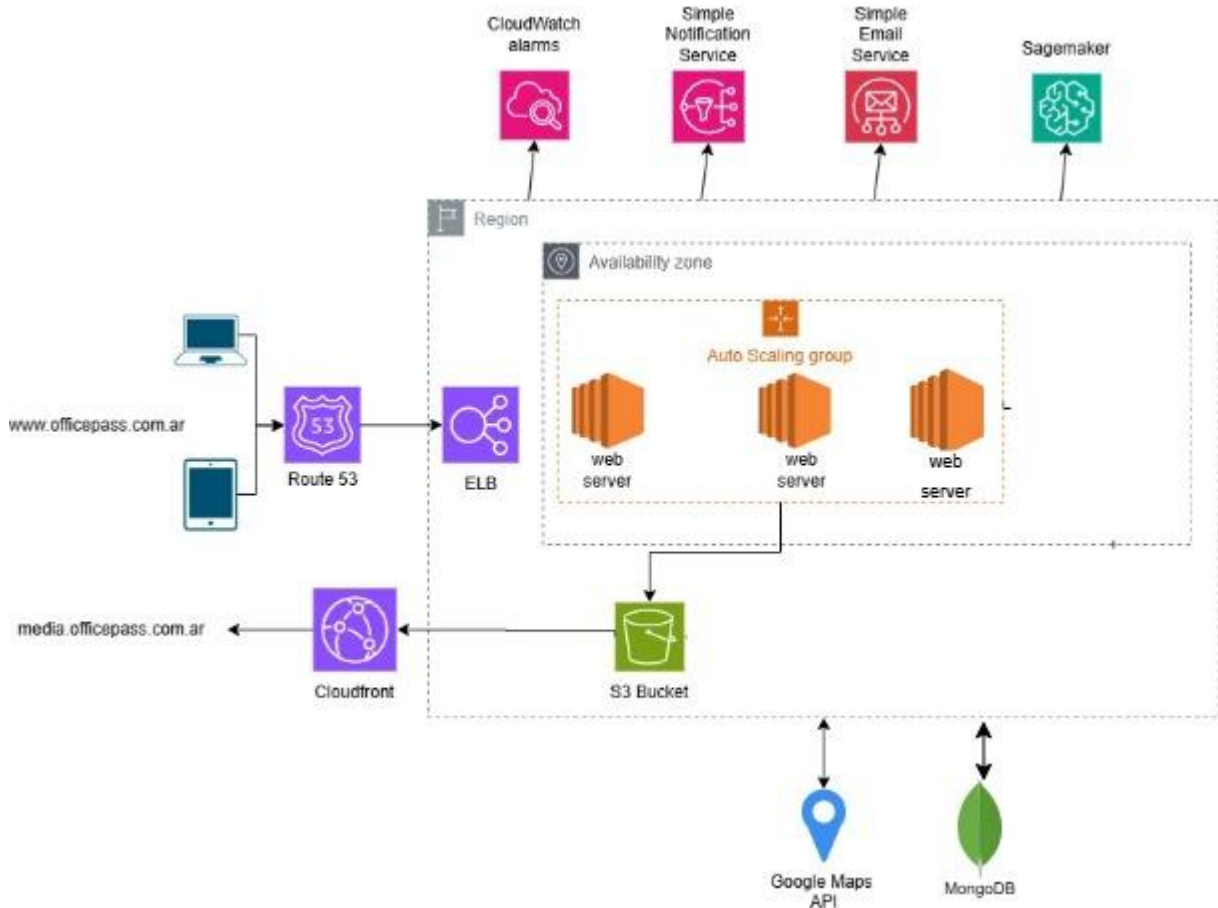 CloudWatch
alarms
Simple
Notification
Service
Simple
Email
Service
Sagemaker
Region
Availability zone
Auto Scaling group
www.officepass.com.ar
53
Route 53
ELB
web
server
web
server
web
server
media.officepass.com.ar
Cloudfront
S3 Bucket
Google Maps
API
MongoDB